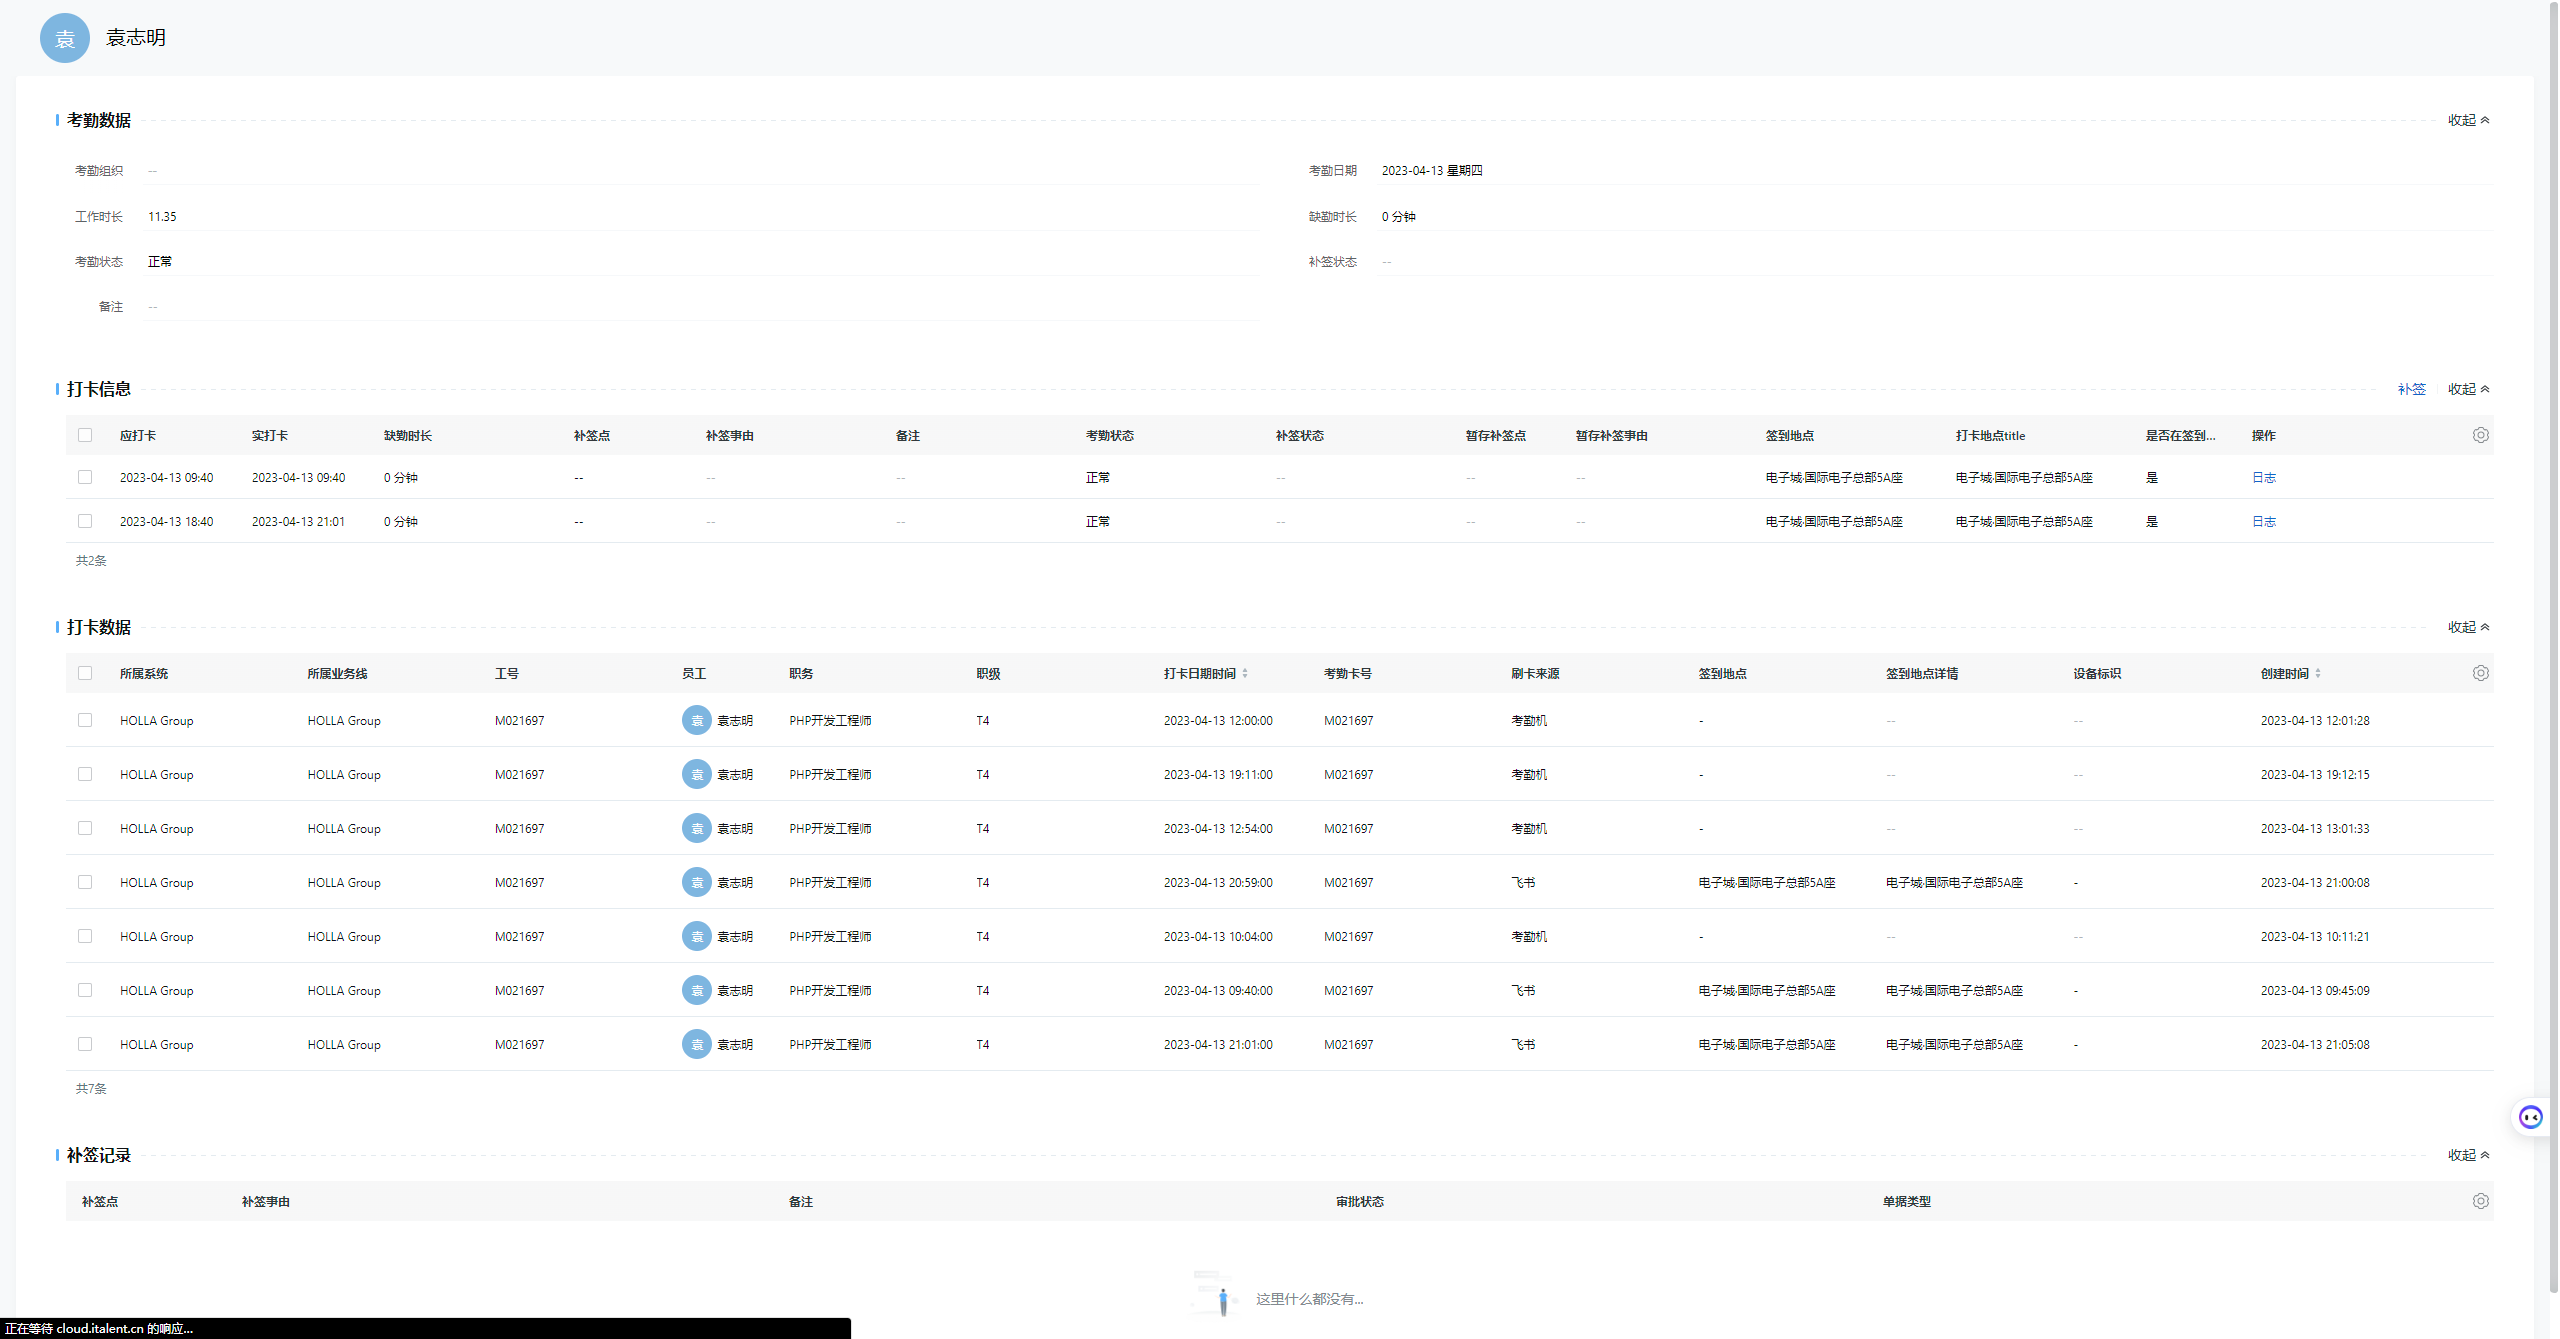 袁 袁志明
考勤数据 收起
考勤组织 -- 考勤日期 2023-04-13 星期四
工作时长 11.35 缺勤时长 0 分钟
考勤状态 正常 补签状态 --
备注 --
打卡信息 补签 收起
应打卡 实打卡 缺勤时长 补签点 补签事由 备注 考勤状态 补签状态 暂存补签点 暂存补签事由 签到地点 打卡地点title 是否在签到... 操作
2023-04-13 09:40 2023-04-13 09:40 0 分钟 -- -- -- 正常 -- -- -- 电子城·国际电子总部5A座 电子城·国际电子总部5A座 是 日志
2023-04-13 18:40 2023-04-13 21:01 0 分钟 -- -- -- 正常 -- -- -- 电子城·国际电子总部5A座 电子城·国际电子总部5A座 是 日志
共2条
打卡数据 收起
所属系统 所属业务线 工号 员工 职务 职级 打卡日期时间 考勤卡号 刷卡来源 签到地点 签到地点详情 设备标识 创建时间
HOLLA Group HOLLA Group M021697 袁 袁志明 PHP开发工程师 T4 2023-04-13 12:00:00 M021697 考勤机 - -- -- 2023-04-13 12:01:28
HOLLA Group HOLLA Group M021697 袁 袁志明 PHP开发工程师 T4 2023-04-13 19:11:00 M021697 考勤机 - -- -- 2023-04-13 19:12:15
HOLLA Group HOLLA Group M021697 袁 袁志明 PHP开发工程师 T4 2023-04-13 12:54:00 M021697 考勤机 - -- -- 2023-04-13 13:01:33
HOLLA Group HOLLA Group M021697 袁 袁志明 PHP开发工程师 T4 2023-04-13 20:59:00 M021697 飞书 电子城·国际电子总部5A座 电子城·国际电子总部5A座 - 2023-04-13 21:00:08
HOLLA Group HOLLA Group M021697 袁 袁志明 PHP开发工程师 T4 2023-04-13 10:04:00 M021697 考勤机 - -- -- 2023-04-13 10:11:21
HOLLA Group HOLLA Group M021697 袁 袁志明 PHP开发工程师 T4 2023-04-13 09:40:00 M021697 飞书 电子城·国际电子总部5A座 电子城·国际电子总部5A座 - 2023-04-13 09:45:09
HOLLA Group HOLLA Group M021697 袁 袁志明 PHP开发工程师 T4 2023-04-13 21:01:00 M021697 飞书 电子城·国际电子总部5A座 电子城·国际电子总部5A座 - 2023-04-13 21:05:08
共7条
补签记录 收起
补签点 补签事由 备注 审批状态 单据类型
这里什么都没有...
正在等待 cloud.italent.cn 的响应...